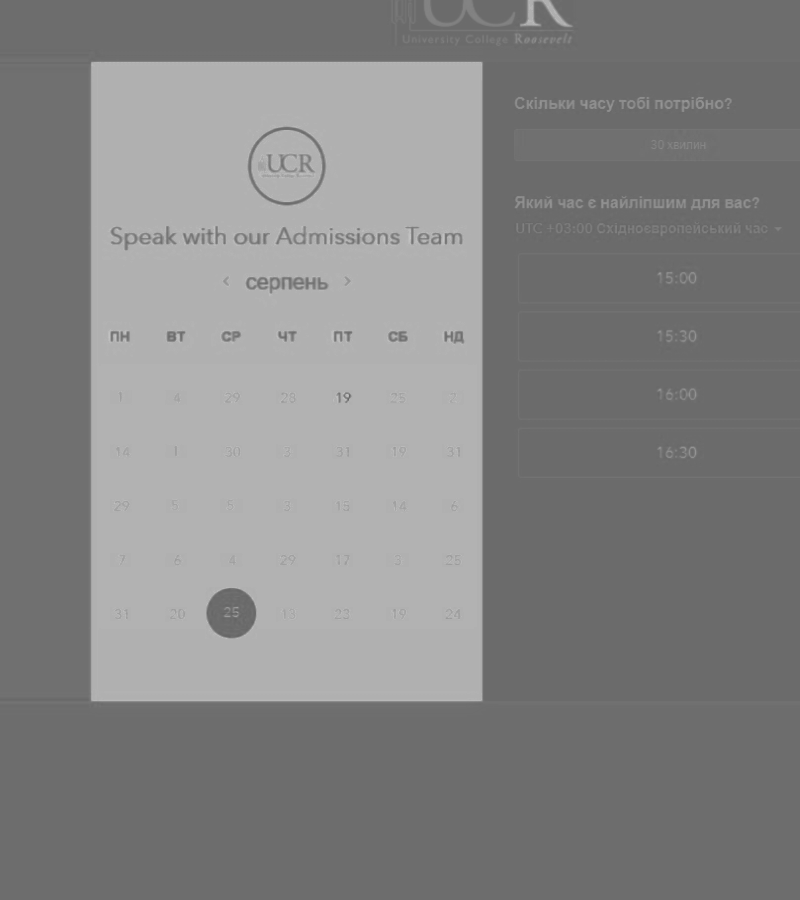 UCR
University College Roosevelt
UCR
Speak with our Admissions Team
‹ серпень ›
ПН ВТ СР ЧТ ПТ СБ НД
1 4 29 28 19 25 2
14 1 30 3 31 19 31
29 5 5 3 15 14 6
7 6 4 29 17 3 25
31 20 25 13 23 19 24
Скільки часу тобі потрібно?
30 хвилин
Який час є найліпшим для вас?
UTC +03:00 Східноєвропейський час
15:00
15:30
16:00
16:30